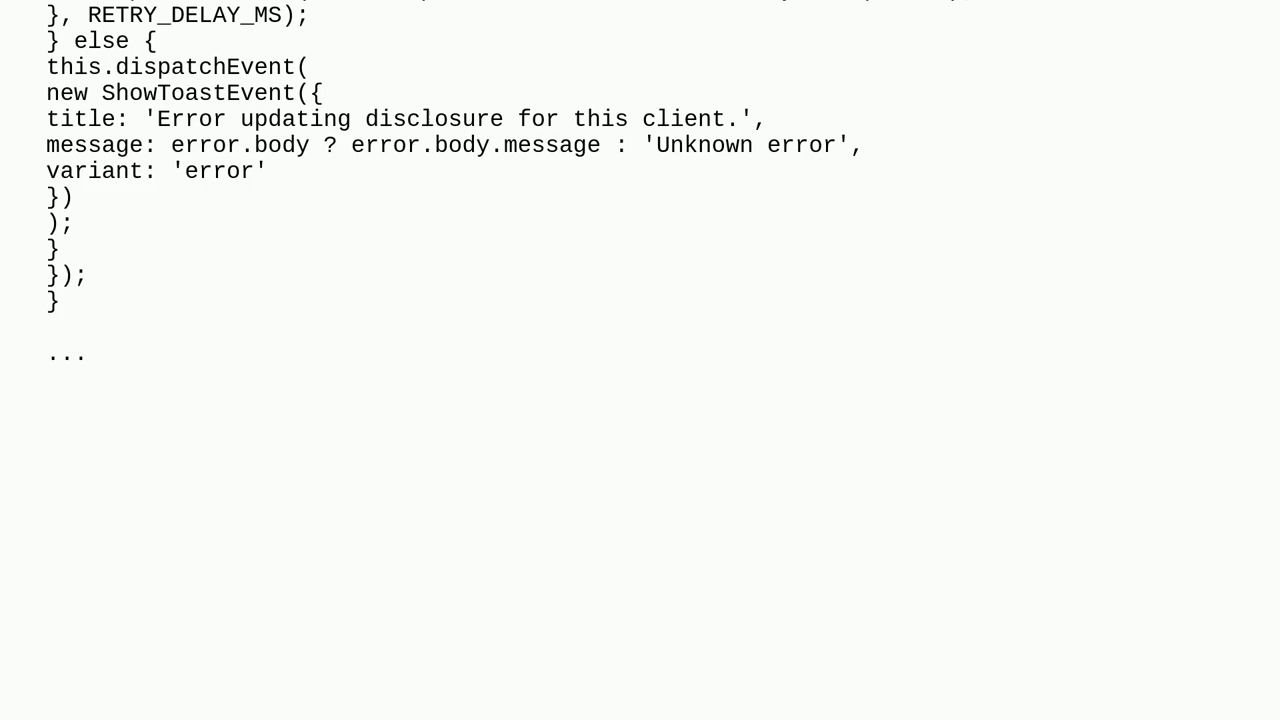 }, RETRY_DELAY_MS);
} else {
this.dispatchEvent(
new ShowToastEvent({
title: 'Error updating disclosure for this client.',
message: error.body ? error.body.message : 'Unknown error',
variant: 'error'
})
);
}
});
}
...